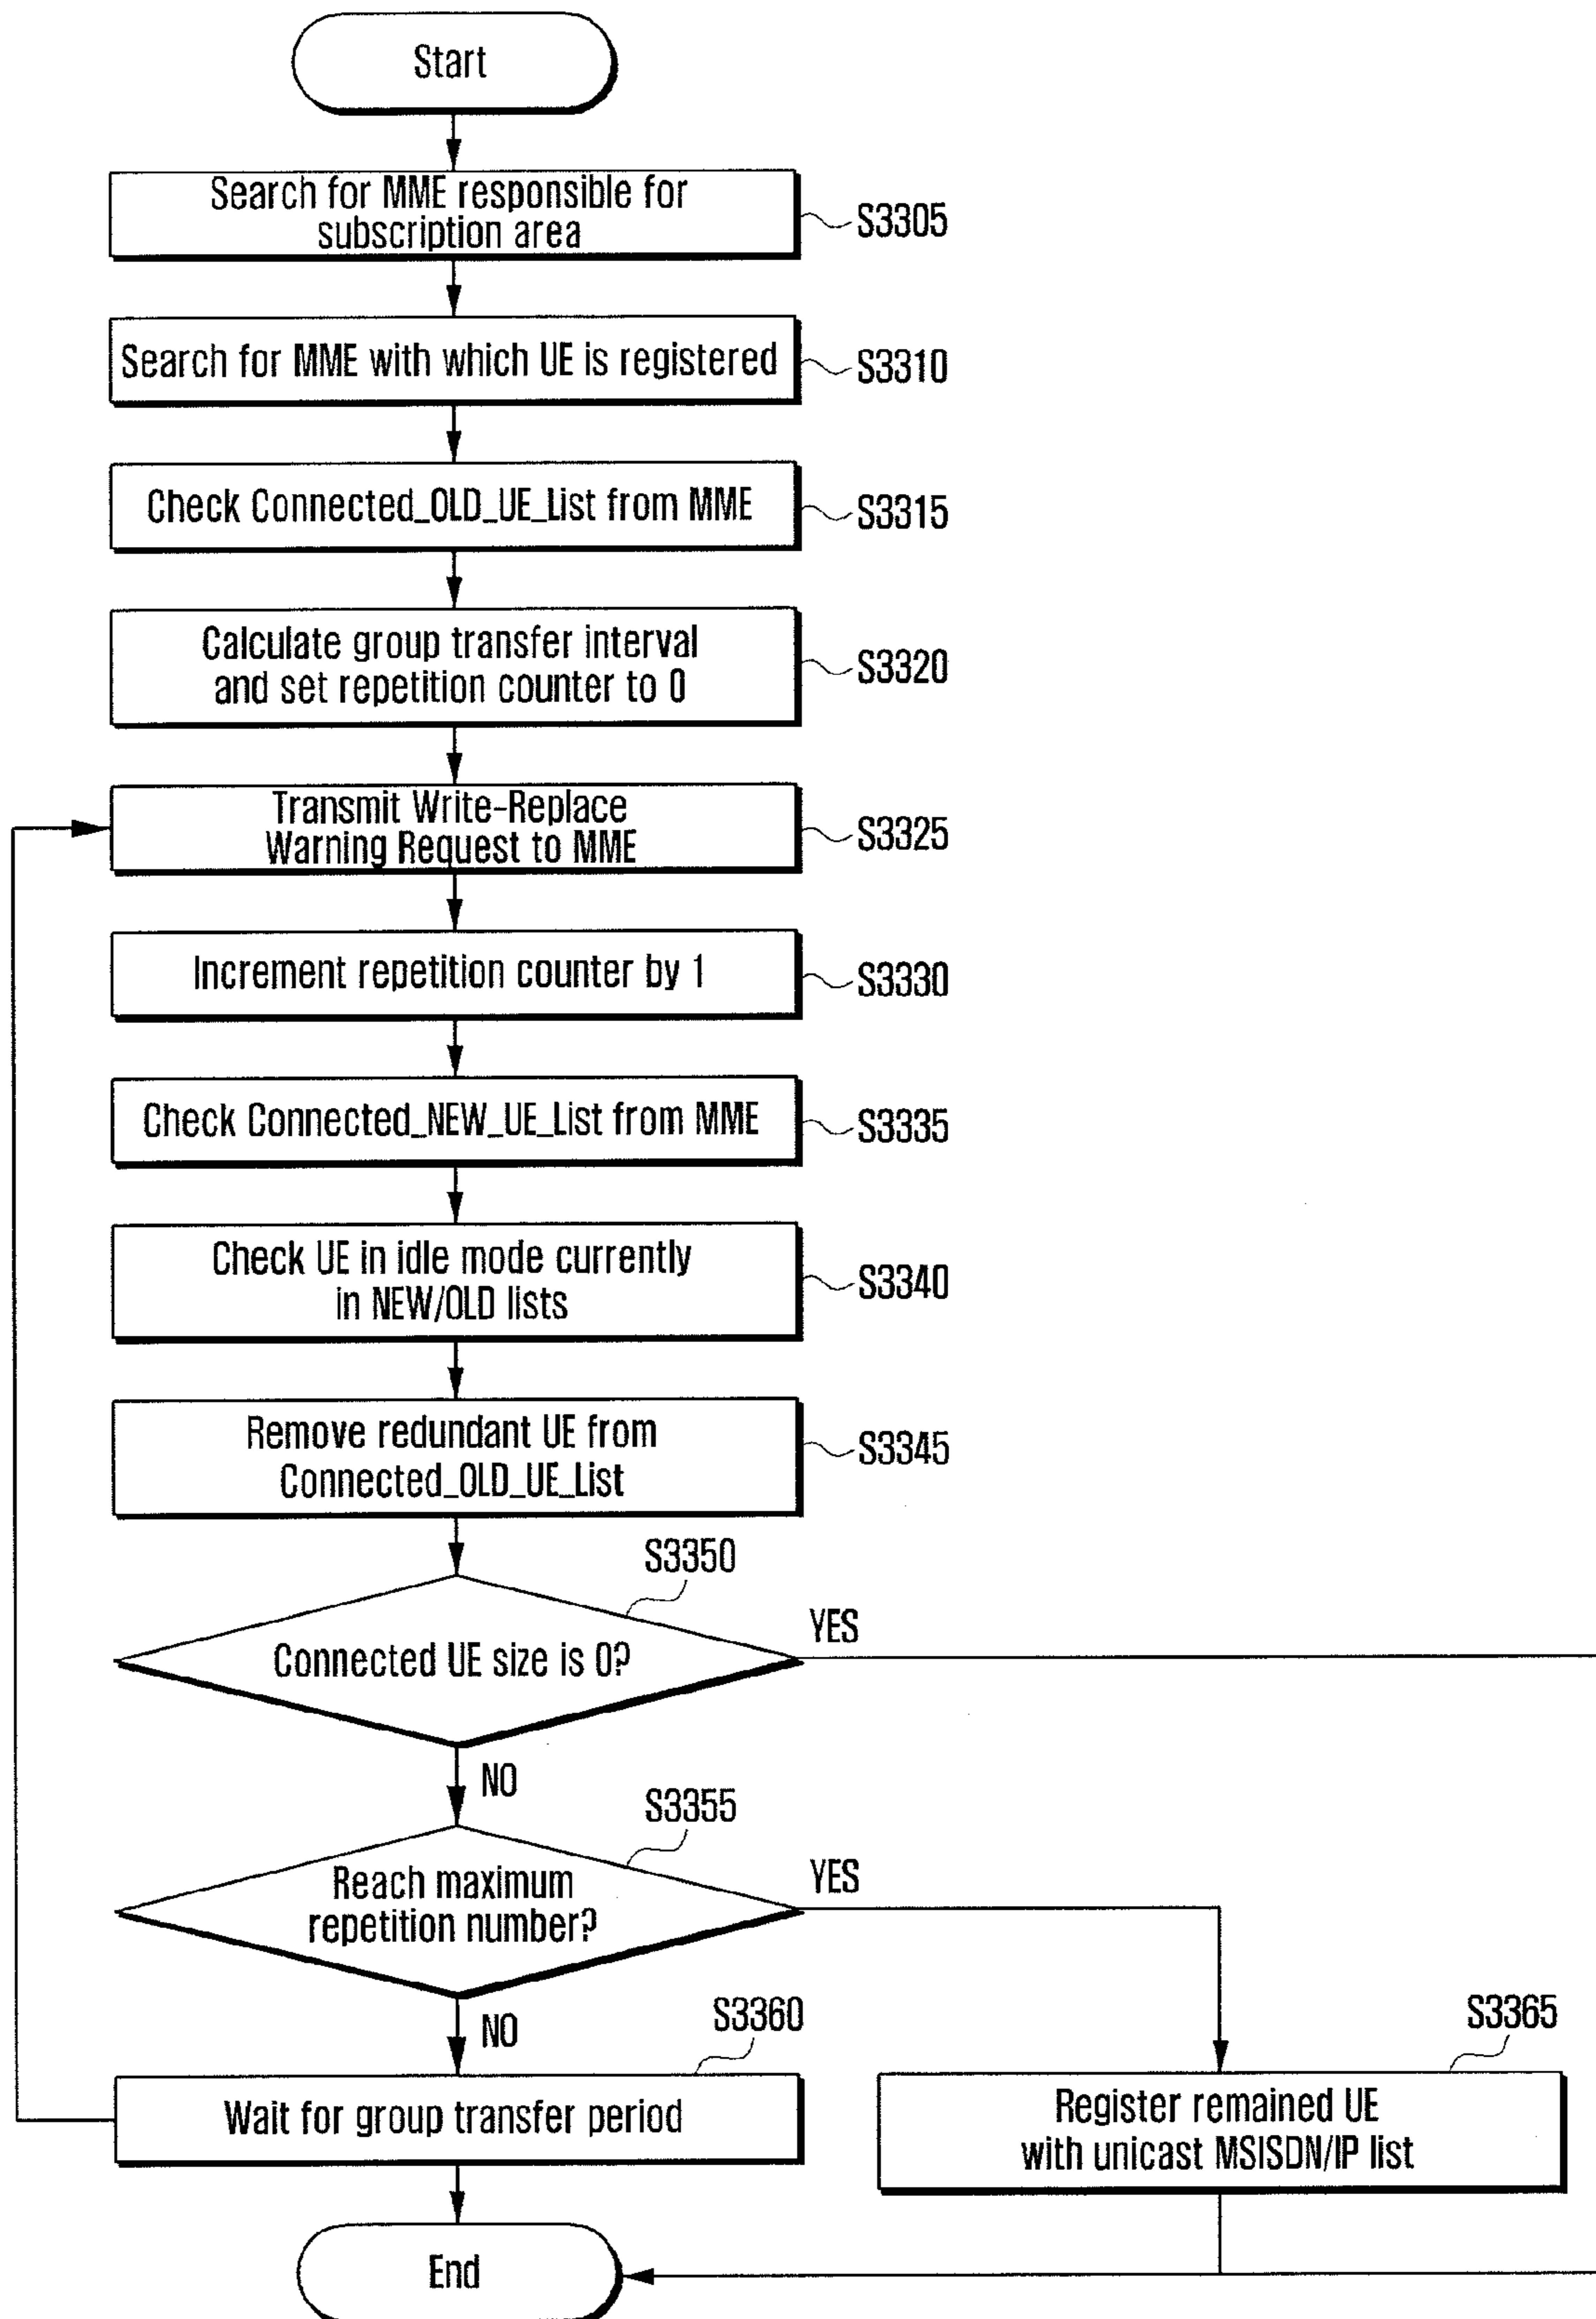 Start
Search for MME responsible for
subscription area
S3305
Search for MME with which UE is registered
S3310
Check Connected_OLD_UE_List from MME
S3315
Calculate group transfer interval
and set repetition counter to 0
S3320
Transmit Write-Replace
Warning Request to MME
S3325
Increment repetition counter by 1
S3330
Check Connected_NEW_UE_List from MME
S3335
Check UE in idle mode currently
in NEW/OLD lists
S3340
Remove redundant UE from
Connected_OLD_UE_List
S3345
S3350
Connected UE size is 0?
YES
NO
S3355
Reach maximum
repetition number?
YES
NO
S3360
Wait for group transfer period
S3365
Register remained UE
with unicast MSISDN/IP list
End